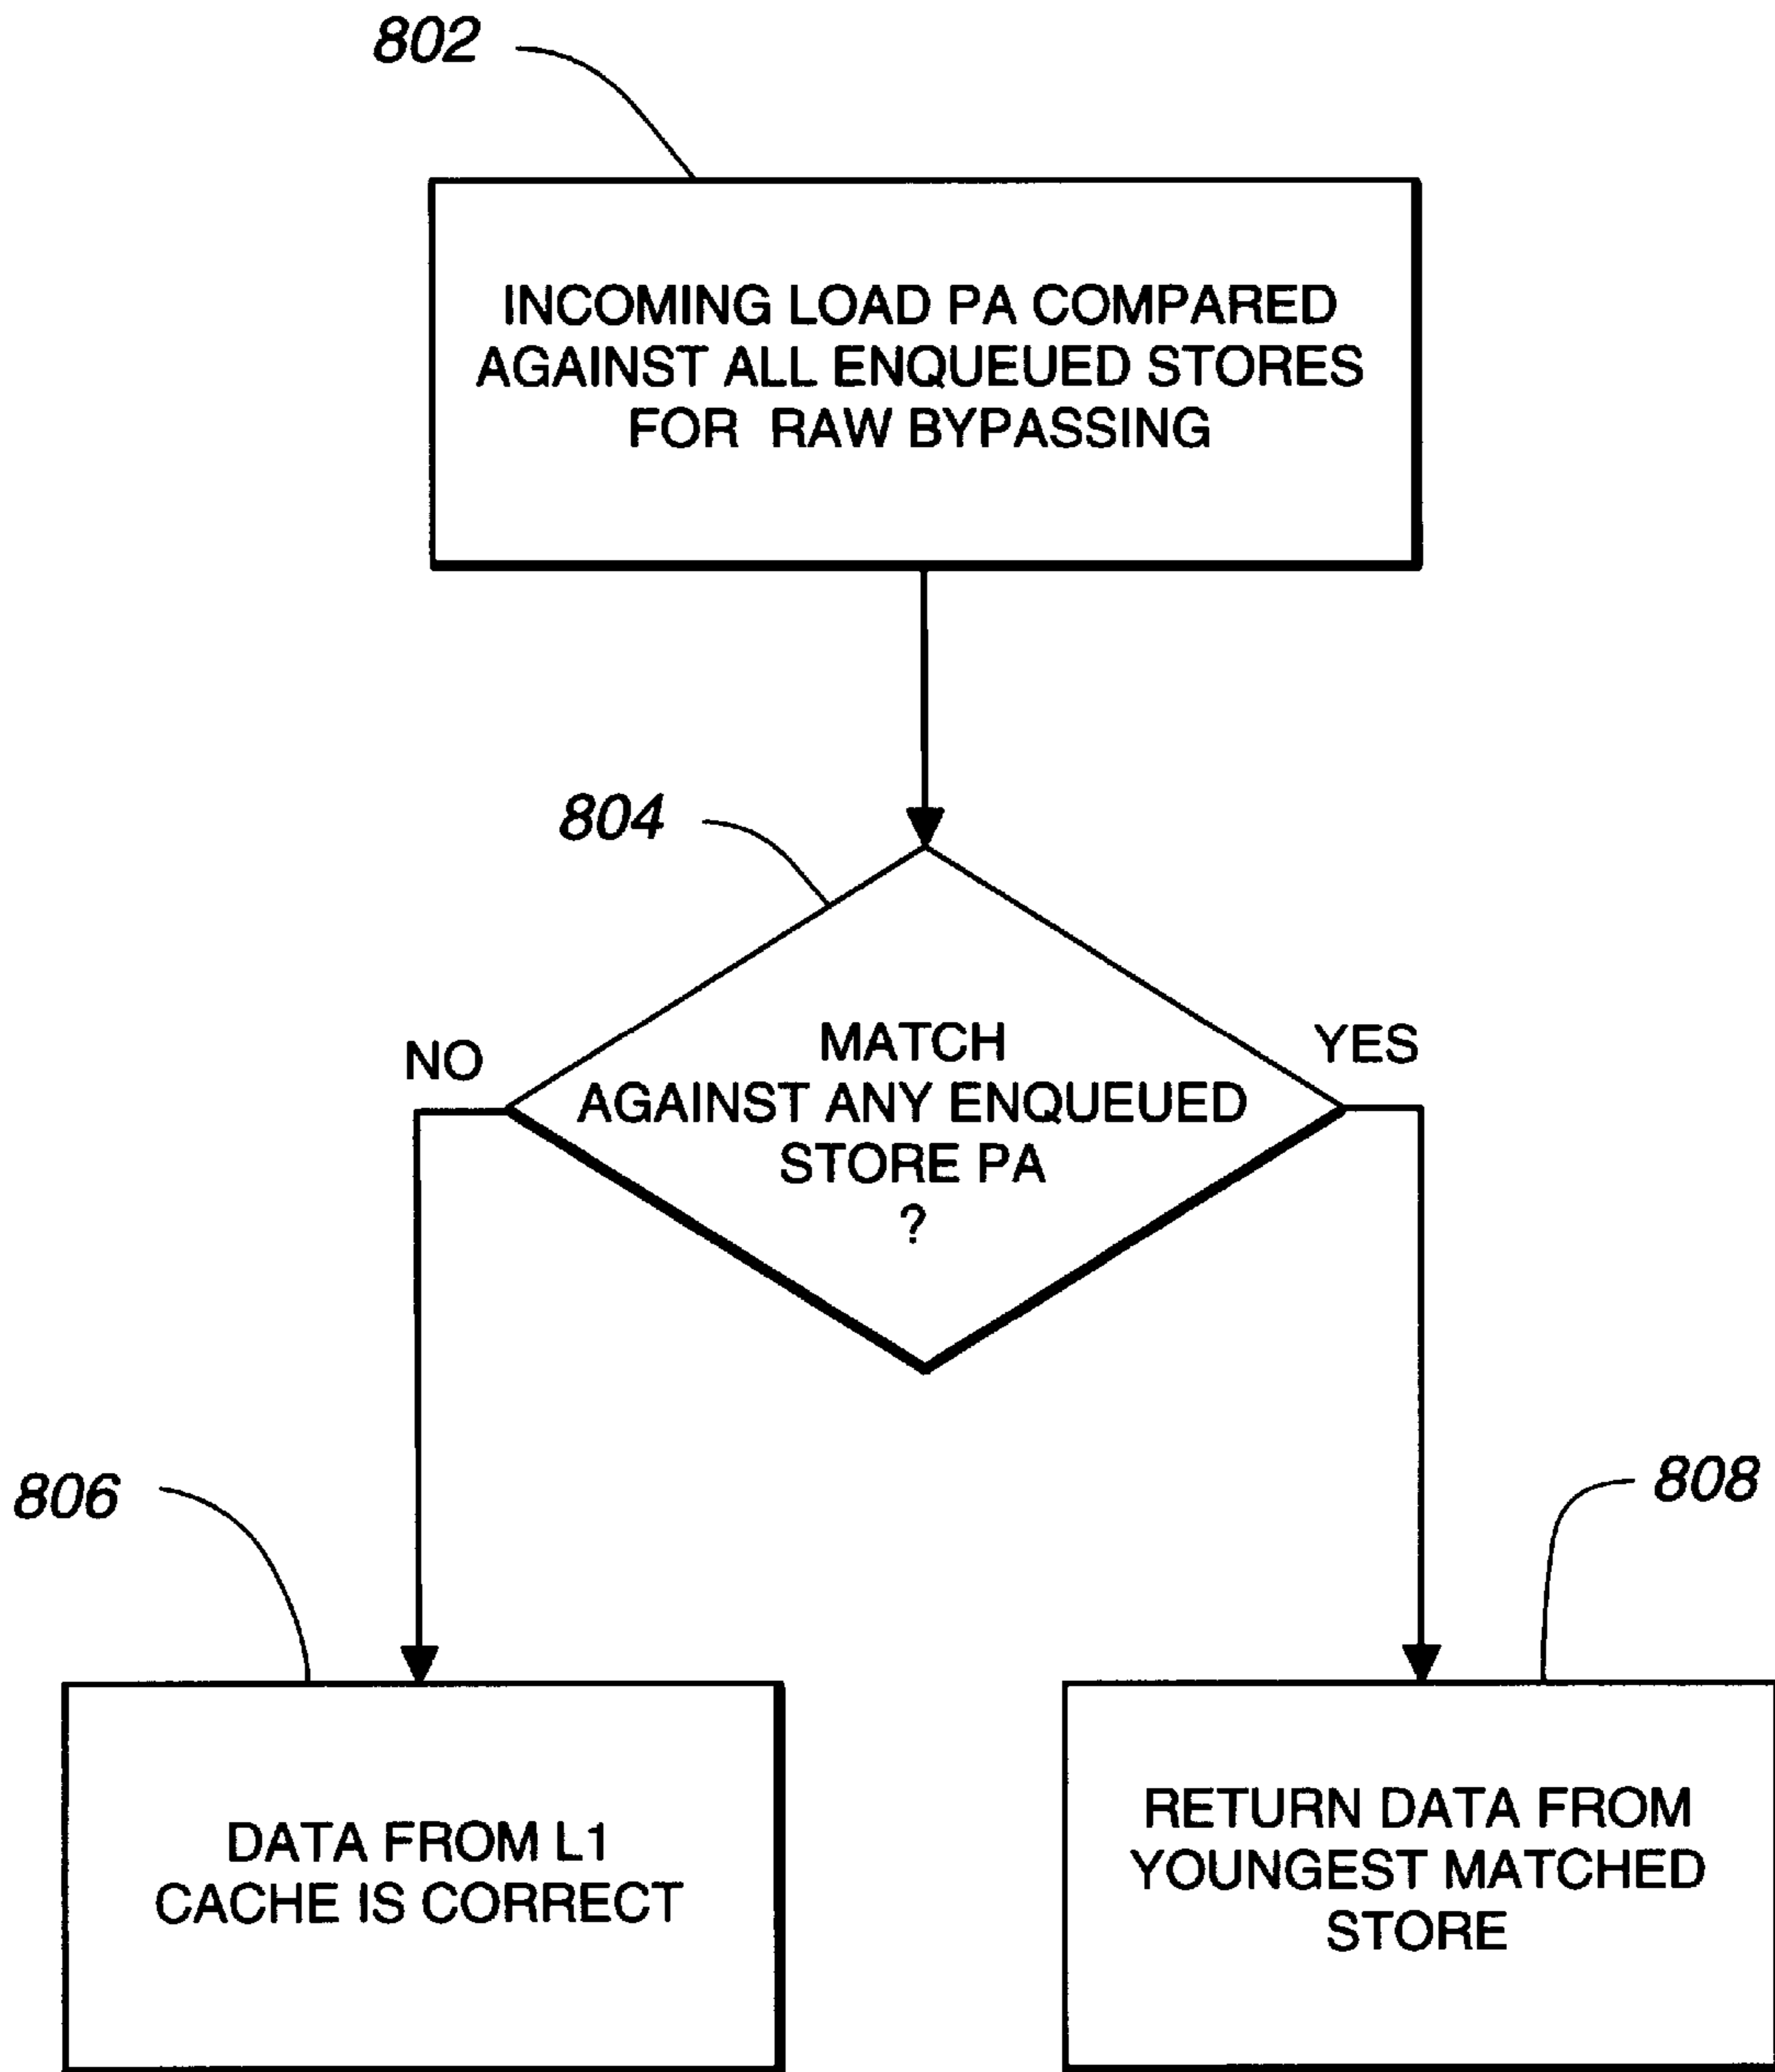 802
INCOMING LOAD PA COMPARED
AGAINST ALL ENQUEUED STORES
FOR RAW BYPASSING
804
NO
YES
MATCH
AGAINST ANY ENQUEUED
STORE PA
?
806
808
DATA FROM L1
CACHE IS CORRECT
RETURN DATA FROM
YOUNGEST MATCHED
STORE